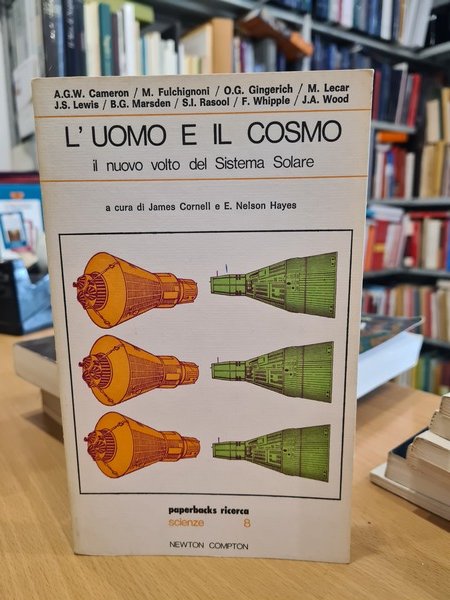 A.G.W. Cameron / M. Fulchignoni / O.G. Gingerich / M. Lecar
J.S. Lewis / B.G. Marsden / S.I. Rasool / F. Whipple / J.A. Wood
L'UOMO E IL COSMO
il nuovo volto del Sistema Solare
a cura di James Cornell e E. Nelson Hayes
paperbacks ricerca
scienze 8
NEWTON COMPTON